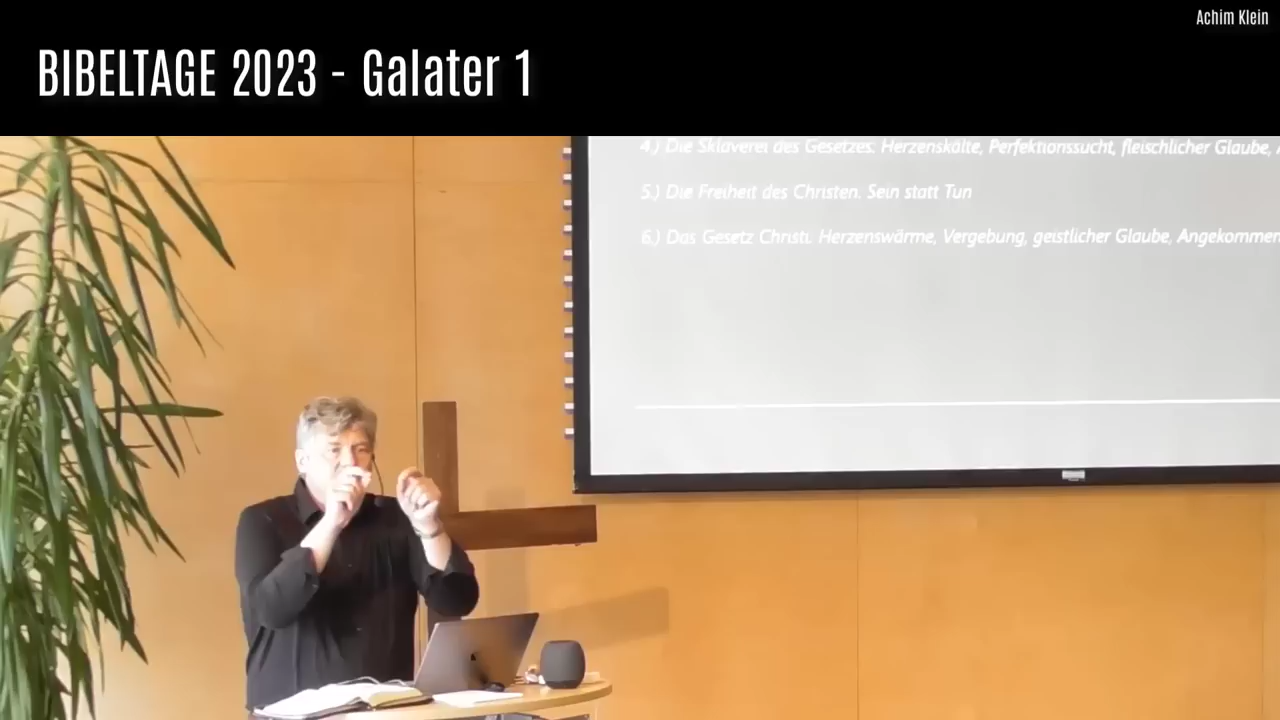 Achim Klein
BIBELTAGE 2023 - Galater 1
4.) Die Sklaverei des Gesetzes: Herzenskälte, Perfektionssucht, fleischlicher Glaube,
5.) Die Freiheit des Christen. Sein statt Tun
6.) Das Gesetz Christi. Herzenswärme, Vergebung, geistlicher Glaube, Angekommen